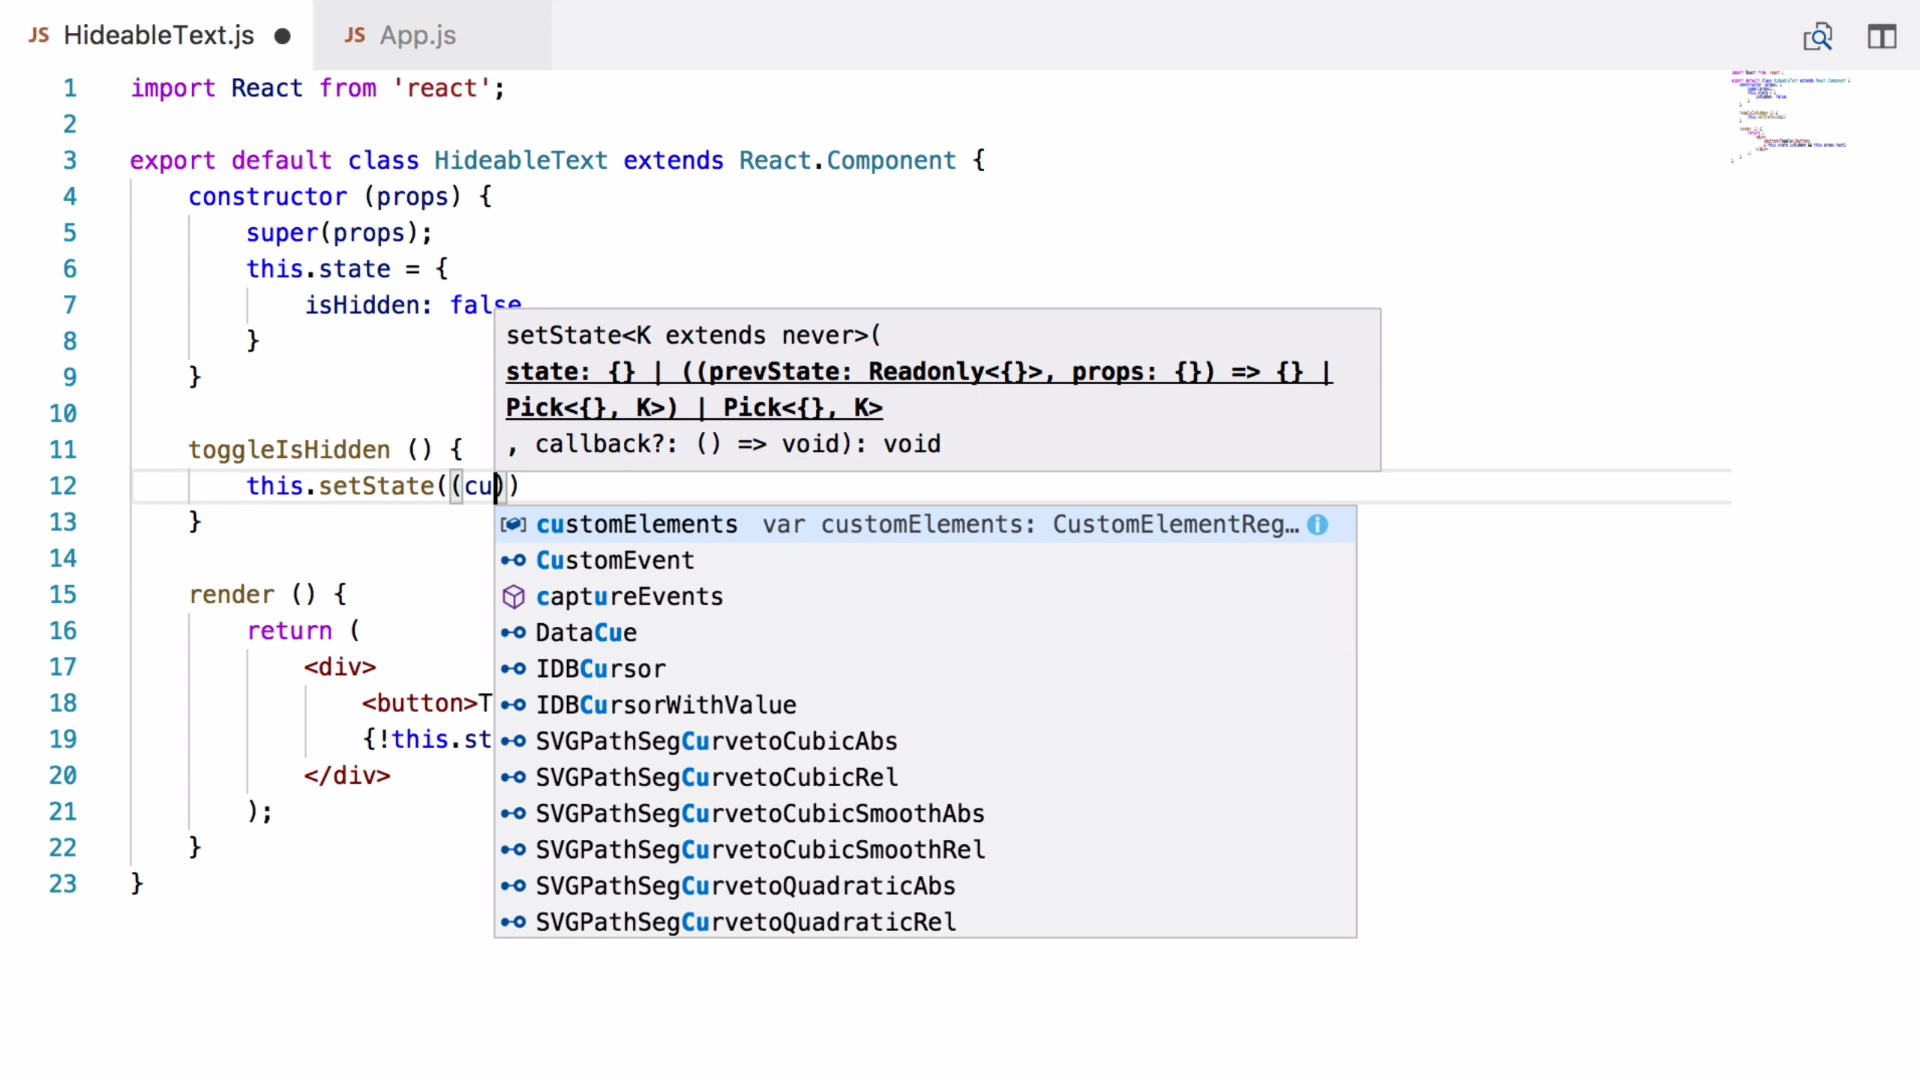 JS HideableText.js ● JS App.js
1 import React from 'react';
2
3 export default class HideableText extends React.Component {
4 constructor (props) {
5 super(props);
6 this.state = {
7 isHidden: false
8 }
9 }
10
11 toggleIsHidden () {
12 this.setState((cu))
13 }
14
15 render () {
16 return (
17 <div>
18 <button>T
19 {!this.st
20 </div>
21 );
22 }
23 }
setState<K extends never>(
state: {} | ((prevState: Readonly<{}>, props: {}) => {} |
Pick<{}, K>) | Pick<{}, K>
, callback?: () => void): void
customElements var customElements: CustomElementReg…
CustomEvent
captureEvents
DataCue
IDBCursor
IDBCursorWithValue
SVGPathSegCurvetoCubicAbs
SVGPathSegCurvetoCubicRel
SVGPathSegCurvetoCubicSmoothAbs
SVGPathSegCurvetoCubicSmoothRel
SVGPathSegCurvetoQuadraticAbs
SVGPathSegCurvetoQuadraticRel